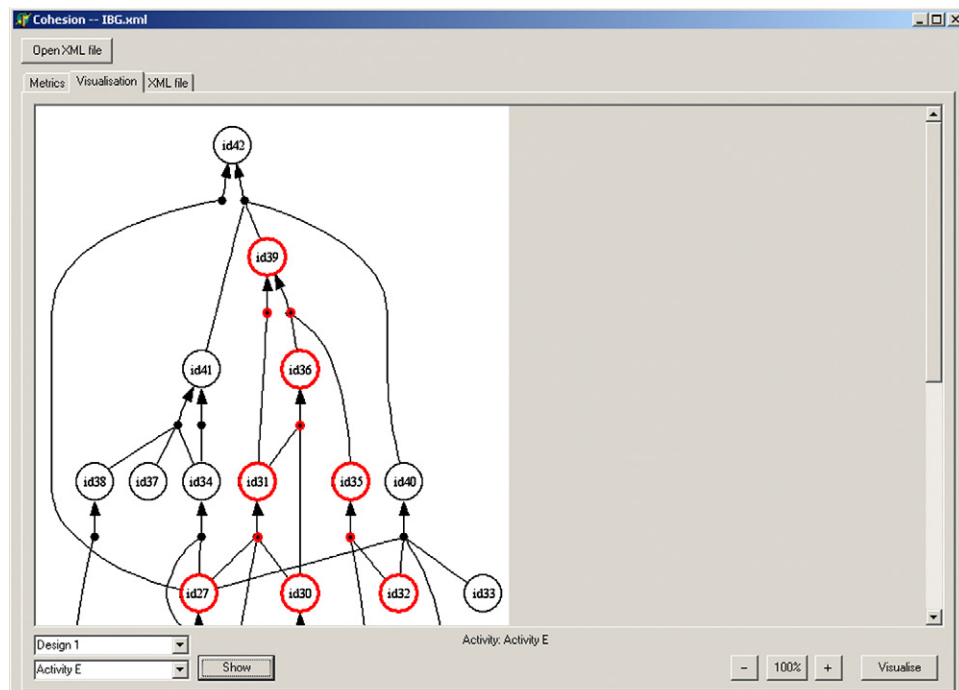 Cohesion -- IBG.xml
Open XML file
Metrics Visualisation XML file
id42
id39
id41 id36
id38 id37 id34 id31 id35 id40
id27 id30 id32 id33
Design 1
Activity: Activity E
Activity E Show - 100% + Visualise